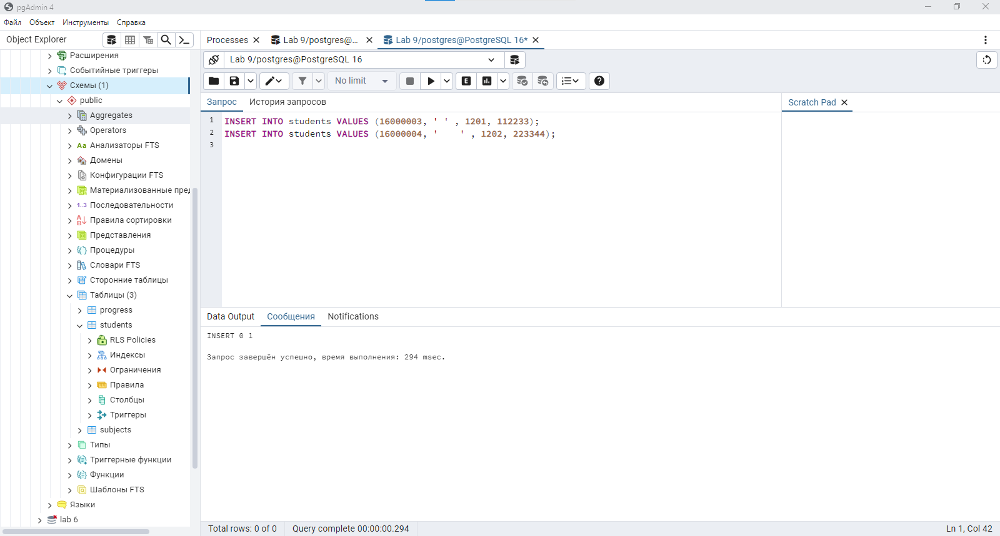 pgAdmin 4
Файл Объект Инструменты Справка
Object Explorer
Processes Lab 9/postgres@... Lab 9/postgres@PostgreSQL 16*
Расширения
Событийные триггеры
Схемы (1)
public
Aggregates
Operators
Aa Анализаторы FTS
Домены
Конфигурации FTS
Материализованные пред
1..3 Последовательности
Правила сортировки
Представления
Процедуры
Словари FTS
Сторонние таблицы
Таблицы (3)
progress
students
RLS Policies
Индексы
Ограничения
Правила
Столбцы
Триггеры
subjects
Типы
Триггерные функции
Функции
Шаблоны FTS
Языки
lab 6
Lab 9/postgres@PostgreSQL 16
No limit
E
Запрос История запросов
Scratch Pad
1 INSERT INTO students VALUES (16000003, ' ' , 1201, 112233);
2 INSERT INTO students VALUES (16000004, '    ' , 1202, 223344);
3
Data Output Сообщения Notifications
INSERT 0 1
Запрос завершён успешно, время выполнения: 294 msec.
Total rows: 0 of 0 Query complete 00:00:00.294 Ln 1, Col 42